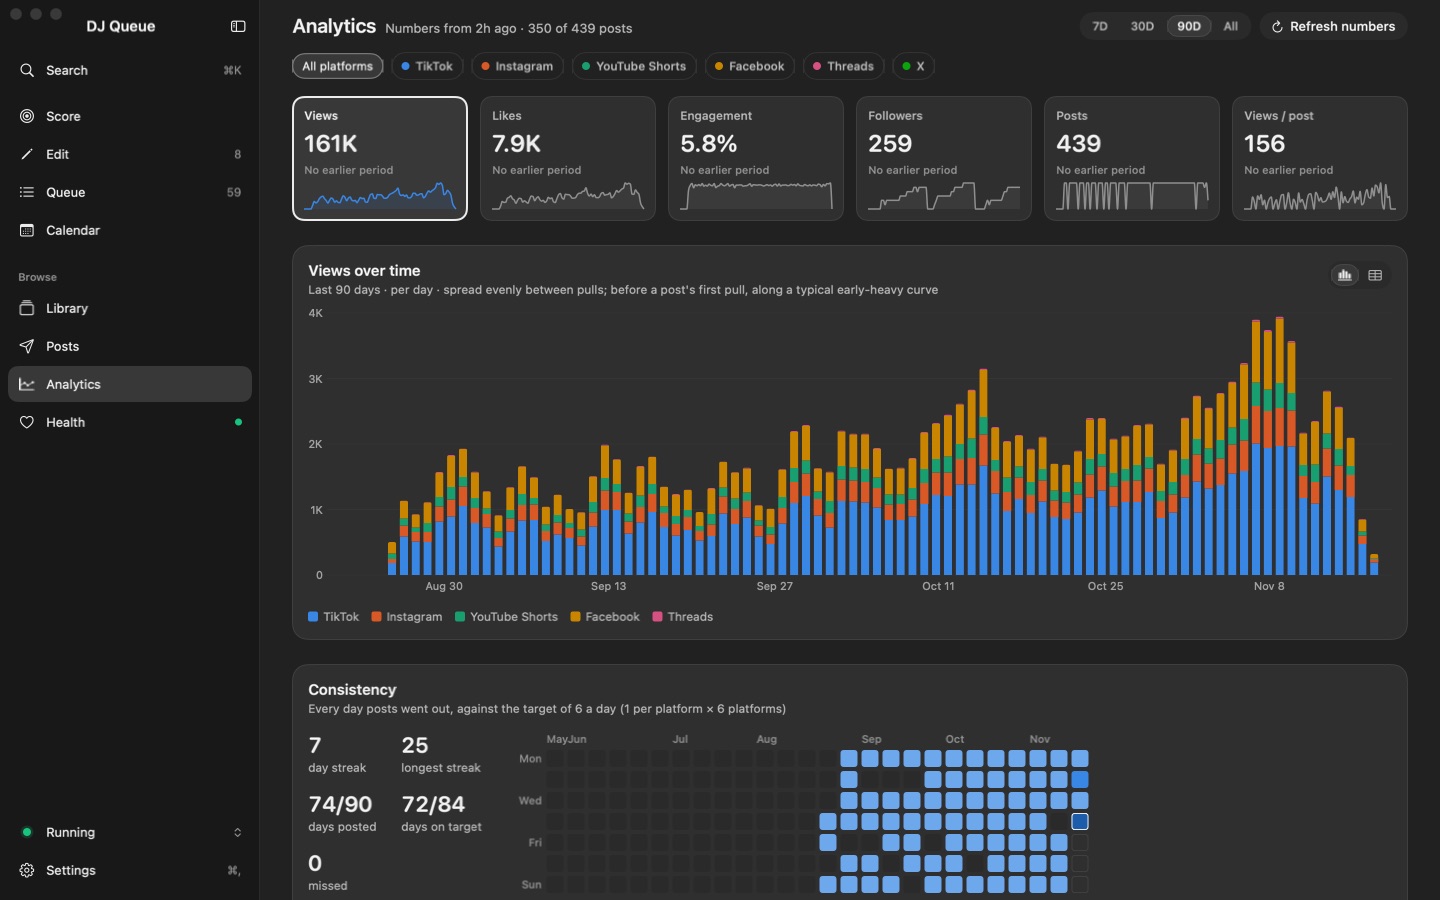 DJ Queue
Search ⌘K
Score
Edit 8
Queue 59
Calendar
Browse
Library
Posts
Analytics
Health
Running
Settings ⌘,
Analytics Numbers from 2h ago · 350 of 439 posts
7D 30D 90D All Refresh numbers
All platforms TikTok Instagram YouTube Shorts Facebook Threads X
Views
161K
No earlier period
Likes
7.9K
No earlier period
Engagement
5.8%
No earlier period
Followers
259
No earlier period
Posts
439
No earlier period
Views / post
156
No earlier period
Views over time
Last 90 days · per day · spread evenly between pulls; before a post's first pull, along a typical early-heavy curve
4K
3K
2K
1K
0
Aug 30 Sep 13 Sep 27 Oct 11 Oct 25 Nov 8
TikTok Instagram YouTube Shorts Facebook Threads
Consistency
Every day posts went out, against the target of 6 a day (1 per platform × 6 platforms)
7
day streak
25
longest streak
74/90
days posted
72/84
days on target
0
missed
MayJun Jul Aug Sep Oct Nov
Mon
Wed
Fri
Sun